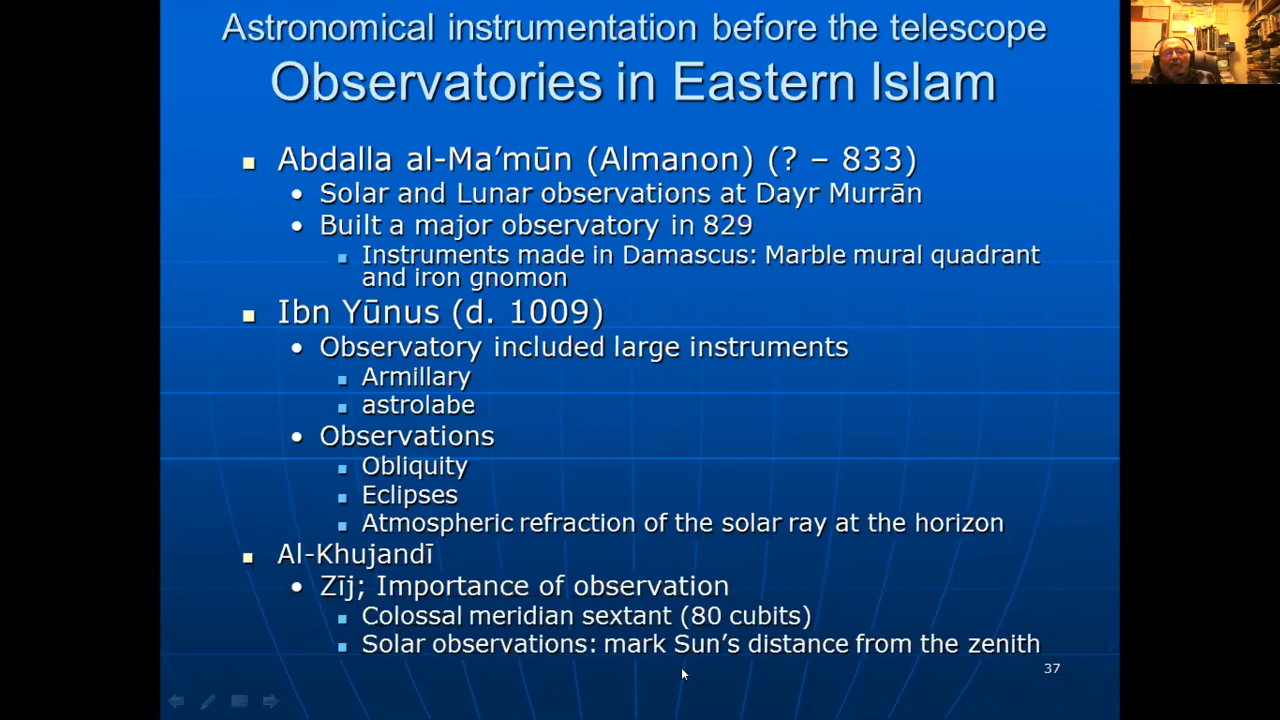 Astronomical instrumentation before the telescope
Observatories in Eastern Islam
Abdalla al-Ma’mūn (Almanon) (? – 833)
Solar and Lunar observations at Dayr Murrān
Built a major observatory in 829
Instruments made in Damascus: Marble mural quadrant
and iron gnomon
Ibn Yūnus (d. 1009)
Observatory included large instruments
Armillary
astrolabe
Observations
Obliquity
Eclipses
Atmospheric refraction of the solar ray at the horizon
Al-Khujandī
Zīj; Importance of observation
Colossal meridian sextant (80 cubits)
Solar observations: mark Sun’s distance from the zenith
37